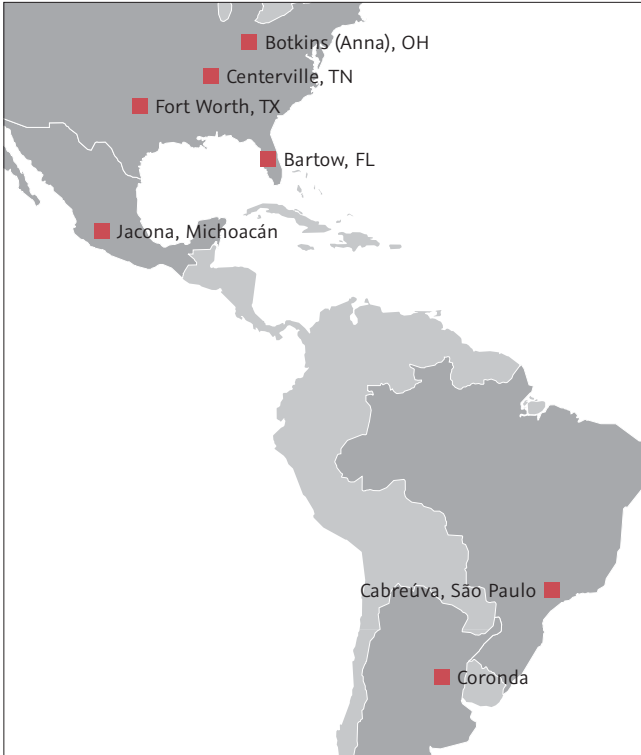 Botkins (Anna), OH
Centerville, TN
Fort Worth, TX
Bartow, FL
Jacona, Michoacán
Cabreúva, São Paulo
Coronda